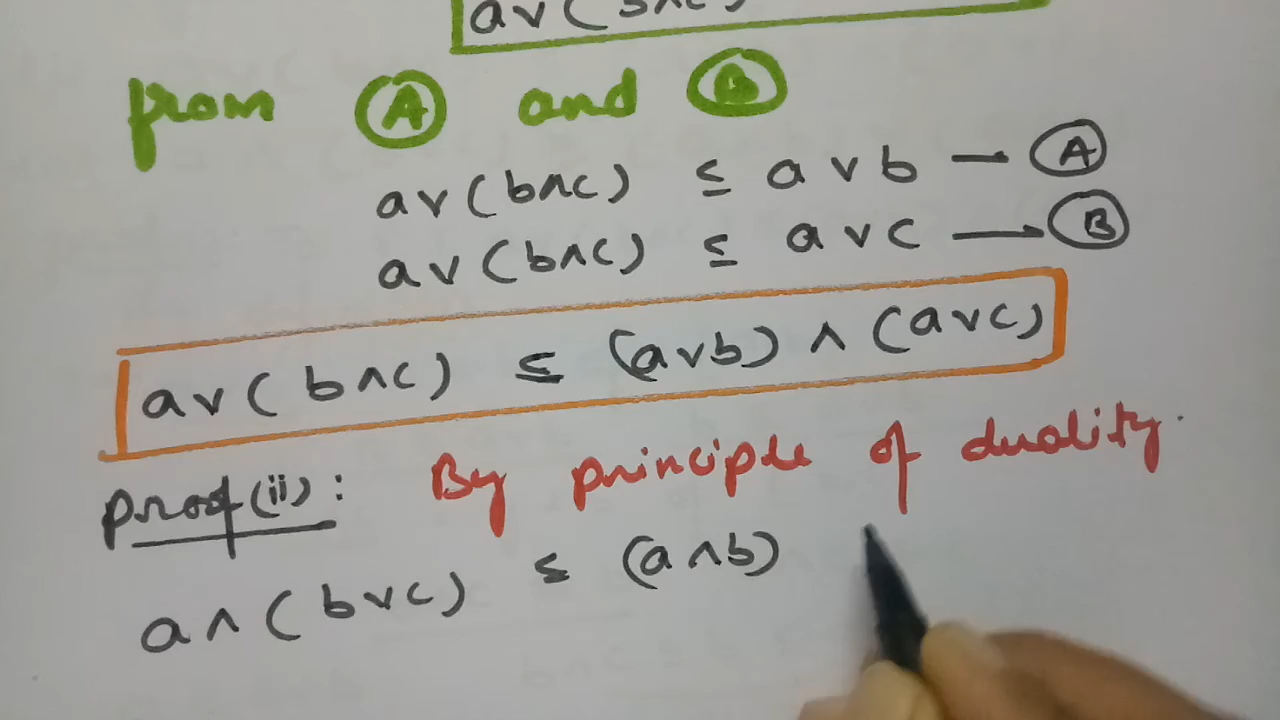 a∨(b∧c)
from Ⓐ and Ⓑ
a∨(b∧c) ≤ a∨b — Ⓐ
a∨(b∧c) ≤ a∨c — Ⓑ
a∨(b∧c) ≤ (a∨b) ∧ (a∨c)
Proof(ii): By principle of duality.
a∧(b∨c) ≤ (a∧b)